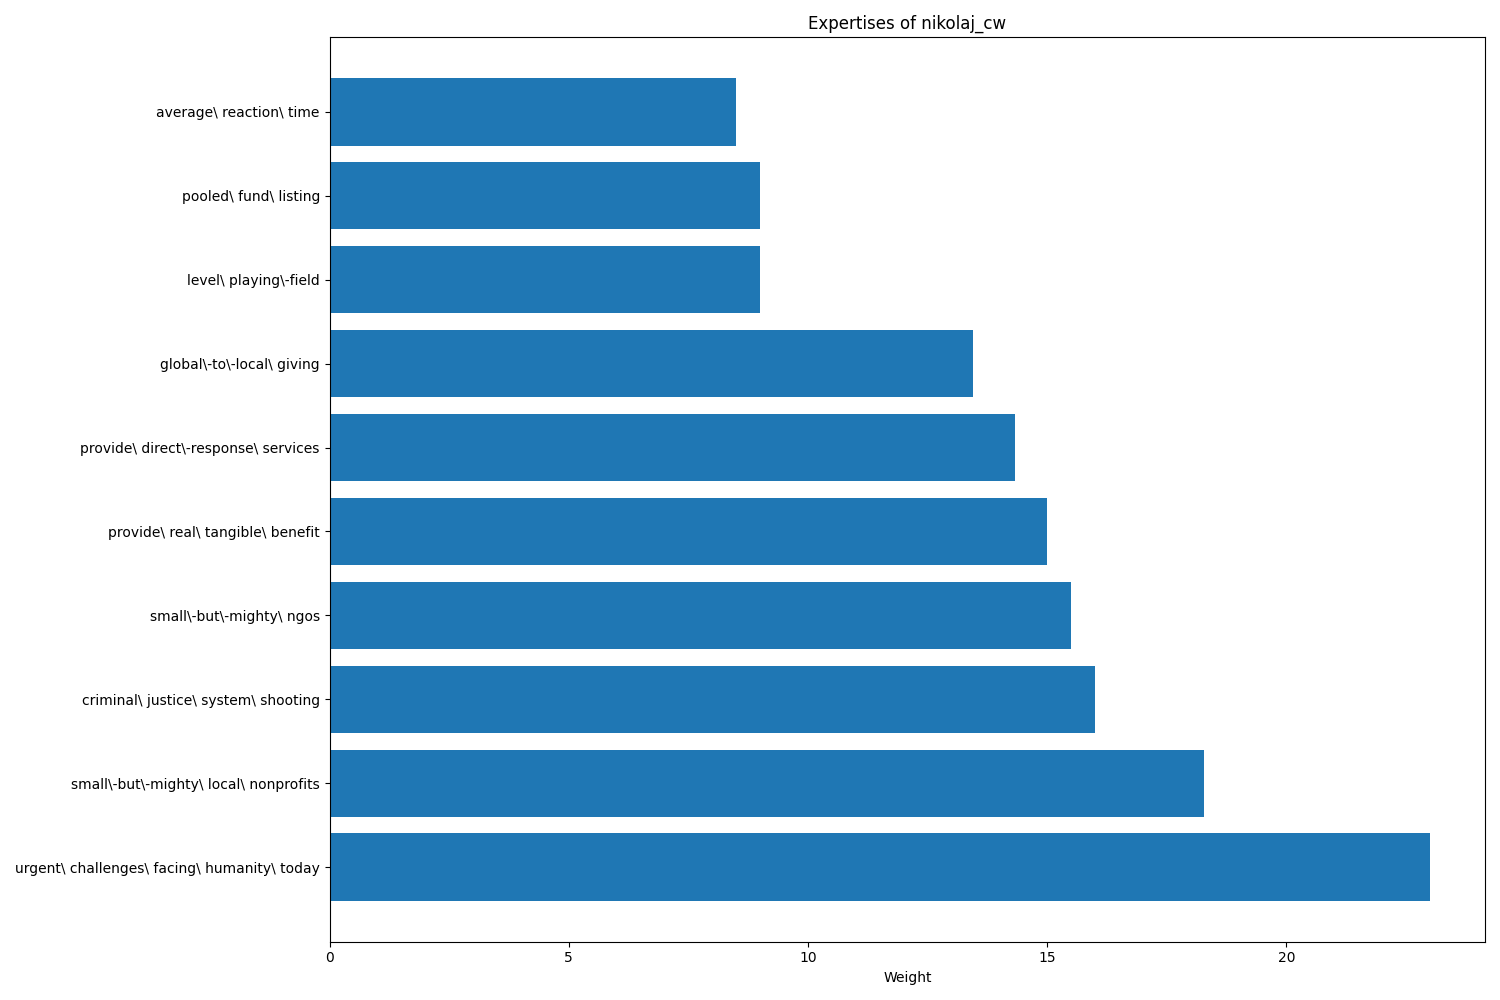 Expertises of nikolaj_cw
average\ reaction\ time
pooled\ fund\ listing
level\ playing\-field
global\-to\-local\ giving
provide\ direct\-response\ services
provide\ real\ tangible\ benefit
small\-but\-mighty\ ngos
criminal\ justice\ system\ shooting
small\-but\-mighty\ local\ nonprofits
urgent\ challenges\ facing\ humanity\ today
0 5 10 15 20
Weight